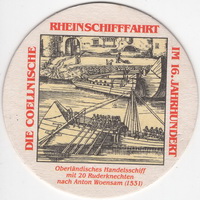 DIE COELLNISCHE
RHEINSCHIFFFAHRT
IM 16. JAHRHUNDERT
Oberländisches Handelsschiff
mit 20 Ruderknechten
nach Anton Woensam (1531)